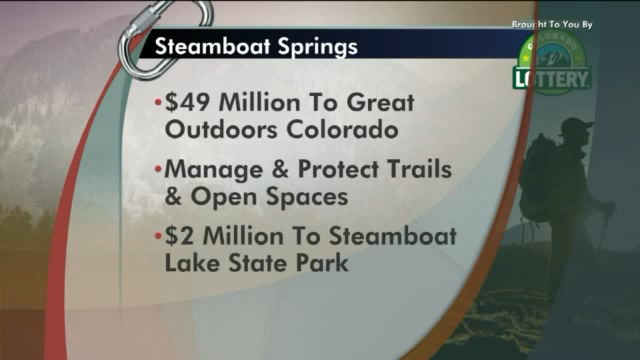 Brought To You By
Steamboat Springs
COLORADO
LOTTERY
•$49 Million To Great
Outdoors Colorado
•Manage & Protect Trails
& Open Spaces
•$2 Million To Steamboat
Lake State Park